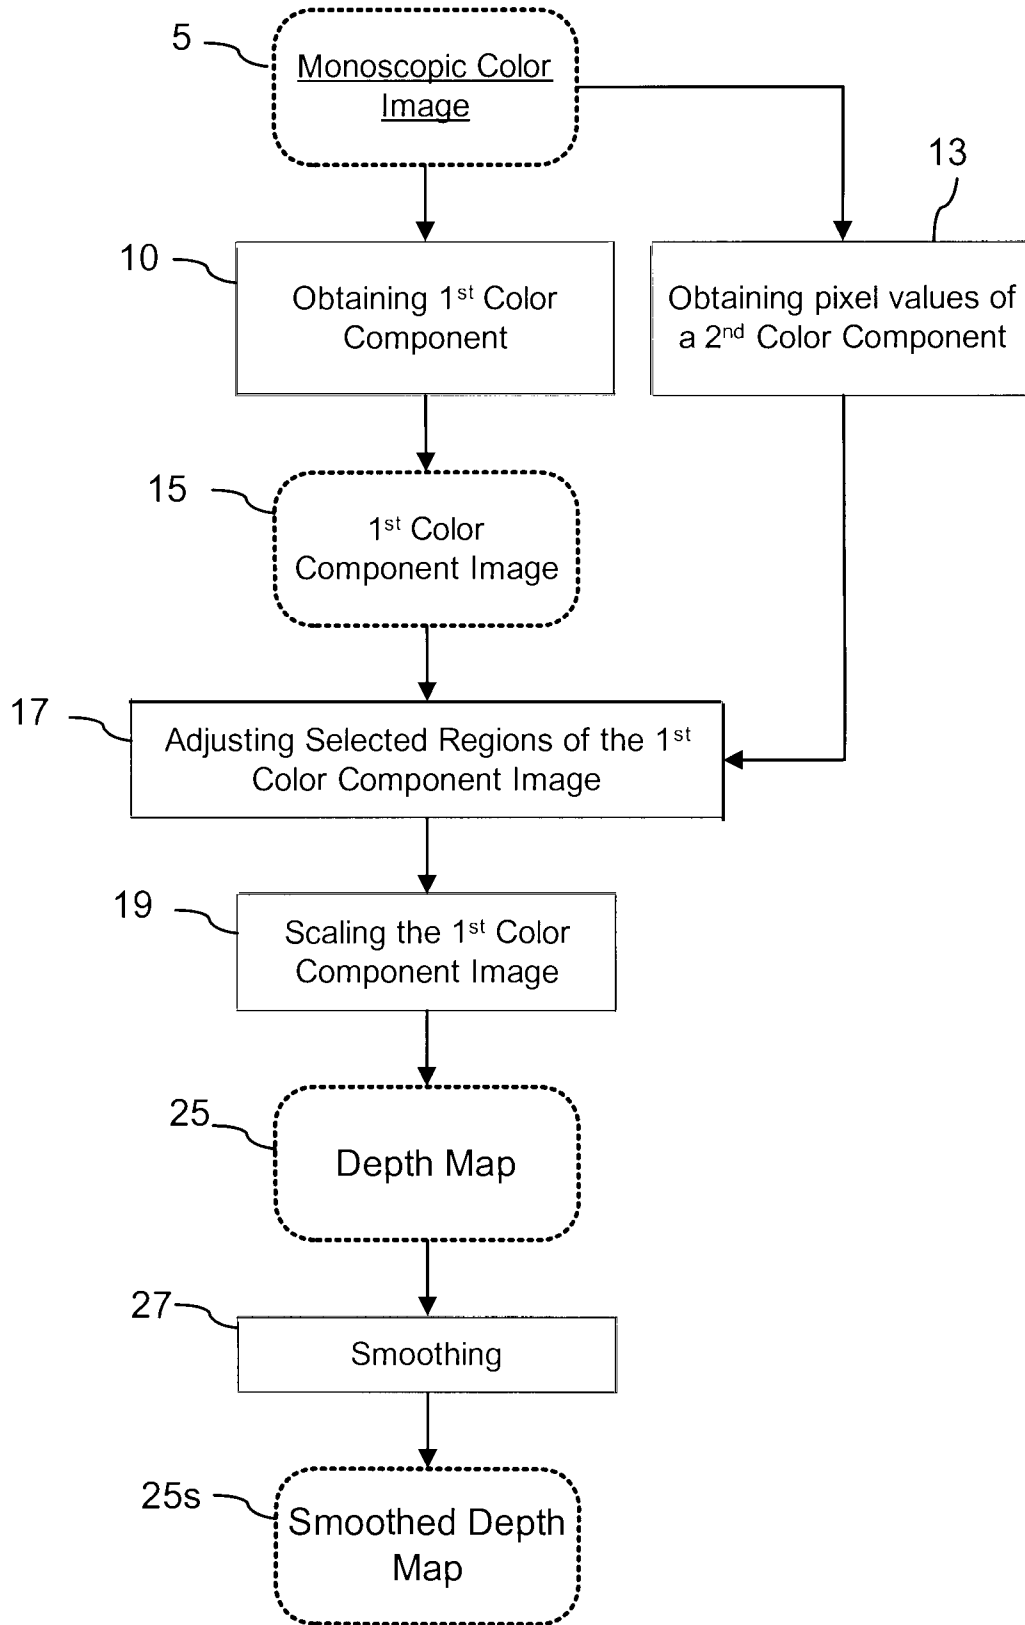 5
Monoscopic Color
Image
13
10
Obtaining 1st Color
Component
Obtaining pixel values of
a 2nd Color Component
15
1st Color
Component Image
17
Adjusting Selected Regions of the 1st
Color Component Image
19
Scaling the 1st Color
Component Image
25
Depth Map
27
Smoothing
25s
Smoothed Depth
Map